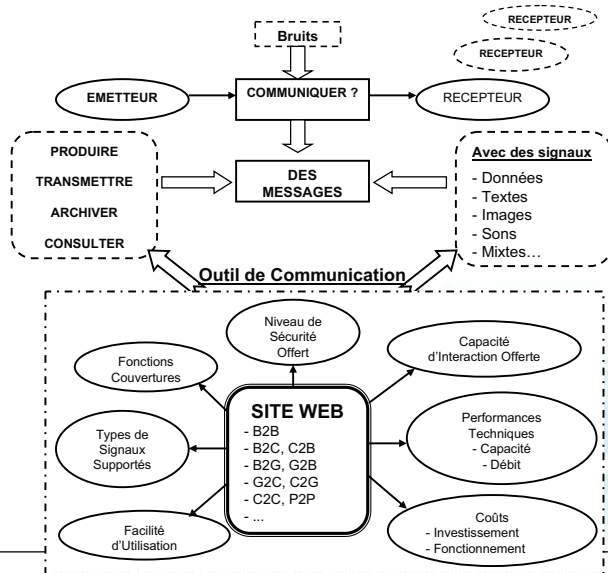 RECEPTEUR
Bruits
RECEPTEUR
EMETTEUR
COMMUNIQUER ?
RECEPTEUR
PRODUIRE
TRANSMETTRE
ARCHIVER
CONSULTER
DES
MESSAGES
Avec des signaux
- Données
- Textes
- Images
- Sons
- Mixtes…
Outil de Communication
Niveau de
Sécurité
Offert
Fonctions
Couvertures
Capacité
d’Interaction Offerte
Types de
Signaux
Supportés
SITE WEB
- B2B
- B2C, C2B
- B2G, G2B
- G2C, C2G
- C2C, P2P
- ...
Performances
Techniques
- Capacité
- Débit
Facilité
d’Utilisation
Coûts
- Investissement
- Fonctionnement